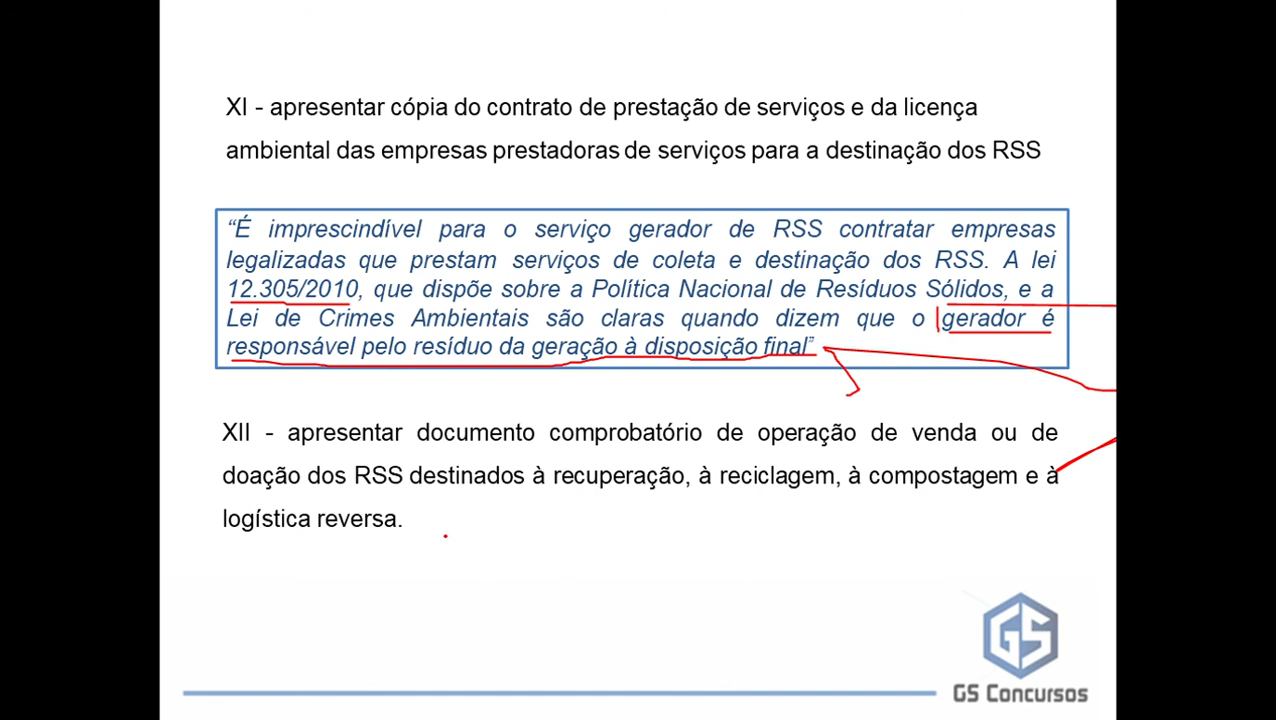 XI - apresentar cópia do contrato de prestação de serviços e da licença
ambiental das empresas prestadoras de serviços para a destinação dos RSS
“É imprescindível para o serviço gerador de RSS contratar empresas
legalizadas que prestam serviços de coleta e destinação dos RSS. A lei
12.305/2010, que dispõe sobre a Política Nacional de Resíduos Sólidos, e a
Lei de Crimes Ambientais são claras quando dizem que o gerador é
responsável pelo resíduo da geração à disposição final”
XII - apresentar documento comprobatório de operação de venda ou de
doação dos RSS destinados à recuperação, à reciclagem, à compostagem e à
logística reversa.
GS
GS Concursos